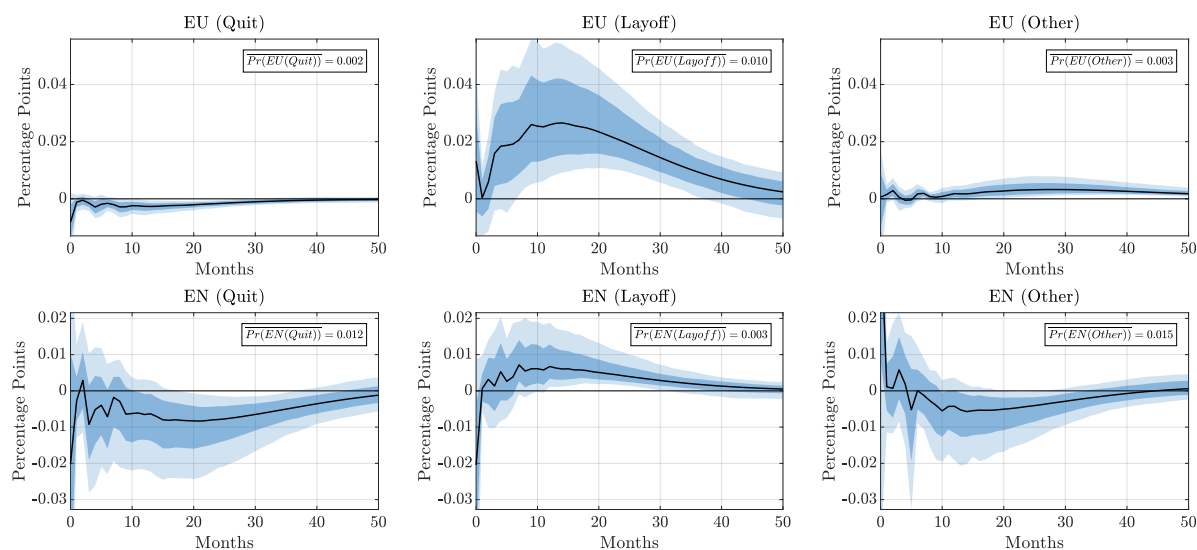 EU (Quit)
EU (Layoff)
EU (Other)
Percentage Points
0.04
0.02
0
0 10 20 30 40 50
Months
Pr(EU(Quit)) = 0.002
Percentage Points
0.04
0.02
0
0 10 20 30 40 50
Months
Pr(EU(Layoff)) = 0.010
Percentage Points
0.04
0.02
0
0 10 20 30 40 50
Months
Pr(EU(Other)) = 0.003
EN (Quit)
EN (Layoff)
EN (Other)
Percentage Points
0.02
0.01
0
-0.01
-0.02
-0.03
0 10 20 30 40 50
Months
Pr(EN(Quit)) = 0.012
Percentage Points
0.02
0.01
0
-0.01
-0.02
-0.03
0 10 20 30 40 50
Months
Pr(EN(Layoff)) = 0.003
Percentage Points
0.02
0.01
0
-0.01
-0.02
-0.03
0 10 20 30 40 50
Months
Pr(EN(Other)) = 0.015